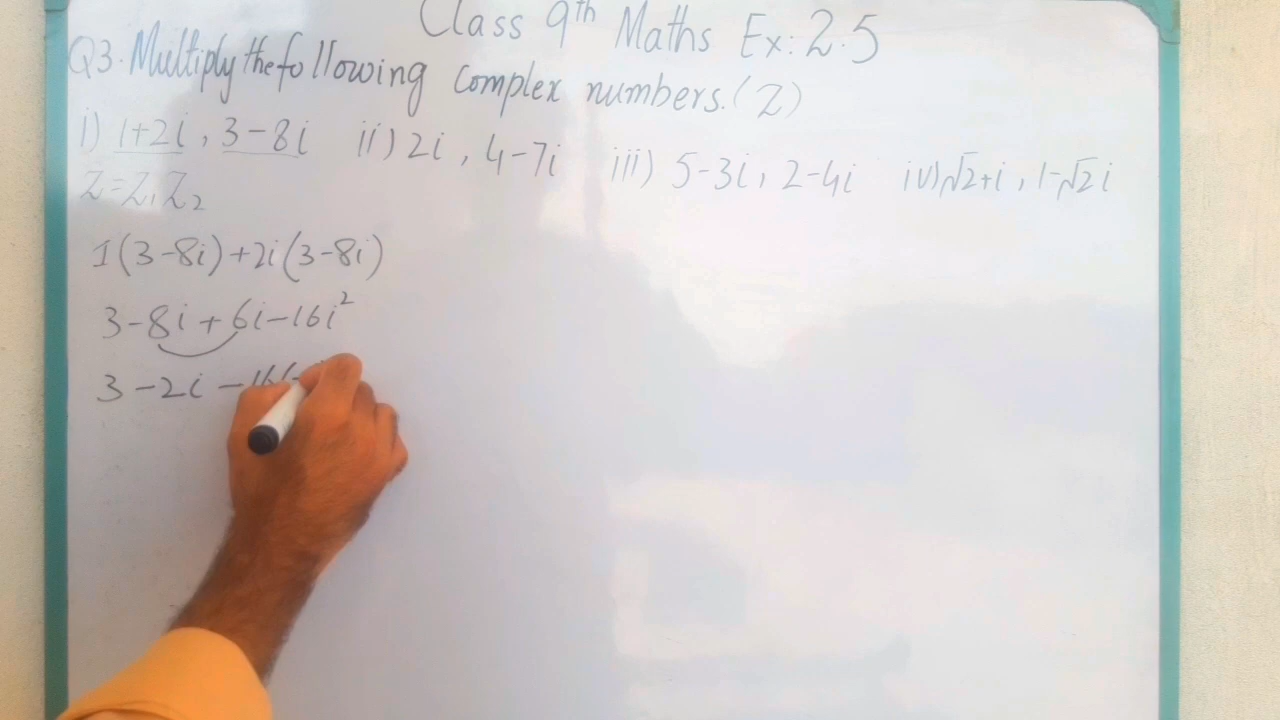 Class 9th Maths Ex: 2.5
Q3. Multiply the following complex numbers. (Z)
i) 1+2i, 3-8i ii) 2i, 4-7i iii) 5-3i, 2-4i iv) √2+i, 1-√2i
Z=Z₁Z₂
1(3-8i)+2i(3-8i)
3-8i+6i-16i²
3-2i-16(-